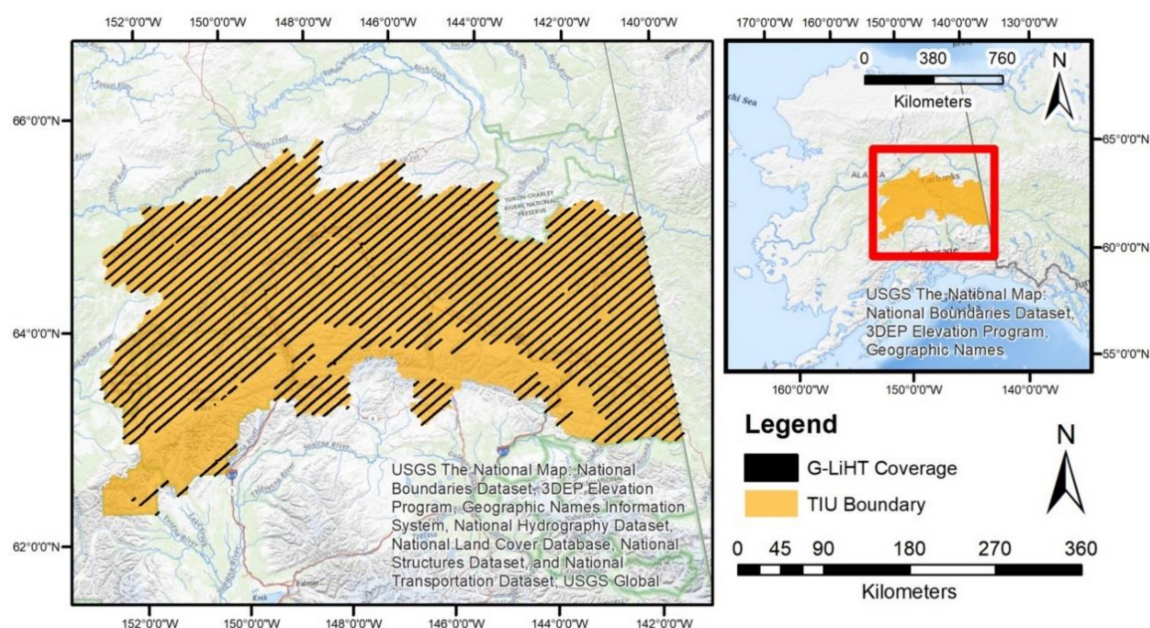 152°0'0"W 150°0'0"W 148°0'0"W 146°0'0"W 144°0'0"W 142°0'0"W 140°0'0"W
66°0'0"N
64°0'0"N
62°0'0"N
YUKON-CHARLEY
RIVERS NATIONAL
PRESERVE
USGS The National Map: National
Boundaries Dataset, 3DEP Elevation
Program, Geographic Names Information
System, National Hydrography Dataset,
National Land Cover Database, National
Structures Dataset, and National
Transportation Dataset, USGS Global
152°0'0"W 150°0'0"W 148°0'0"W 146°0'0"W 144°0'0"W 142°0'0"W
170°0'0"W 160°0'0"W 150°0'0"W 140°0'0"W 130°0'0"W
0 380 760
Kilometers
N
chi Sea
65°0'0"N
60°0'0"N
55°0'0"N
USGS The National Map:
National Boundaries Dataset,
3DEP Elevation Program,
Geographic Names
160°0'0"W 150°0'0"W 140°0'0"W
Legend
G-LiHT Coverage
TIU Boundary
N
0 45 90 180 270 360
Kilometers